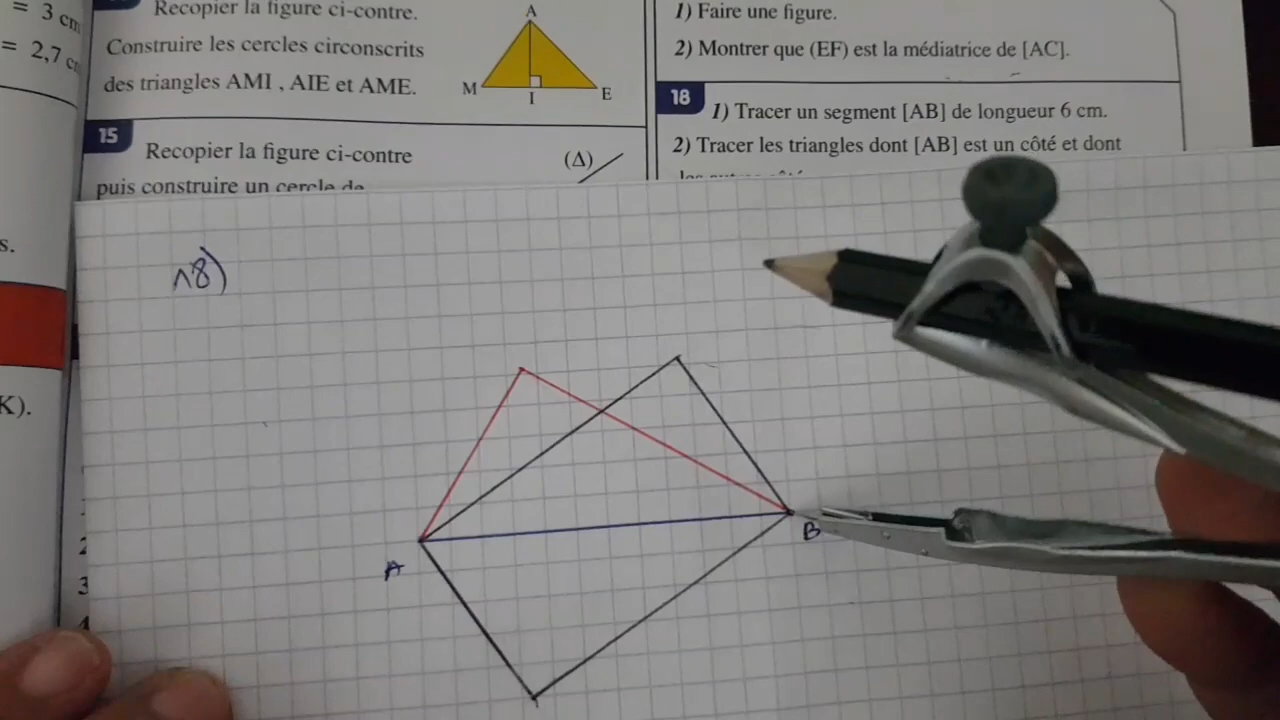 = 3 cm
= 2,7 c
Recopier la figure ci-contre.
Construire les cercles circonscrits
des triangles AMI , AIE et AME.
A
M
I
E
15
Recopier la figure ci-contre
puis construire un cercle de
(Δ)
1) Faire une figure.
2) Montrer que (EF) est la médiatrice de [AC].
18
1) Tracer un segment [AB] de longueur 6 cm.
2) Tracer les triangles dont [AB] est un côté et dont
s.
K).
2
3
18)
A
B